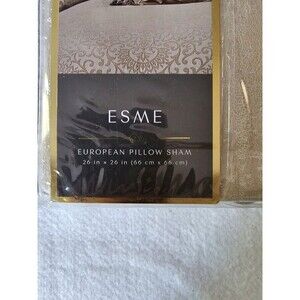 ESME
EUROPEAN PILLOW SHAM
26 in × 26 in (66 cm x 66 cm)